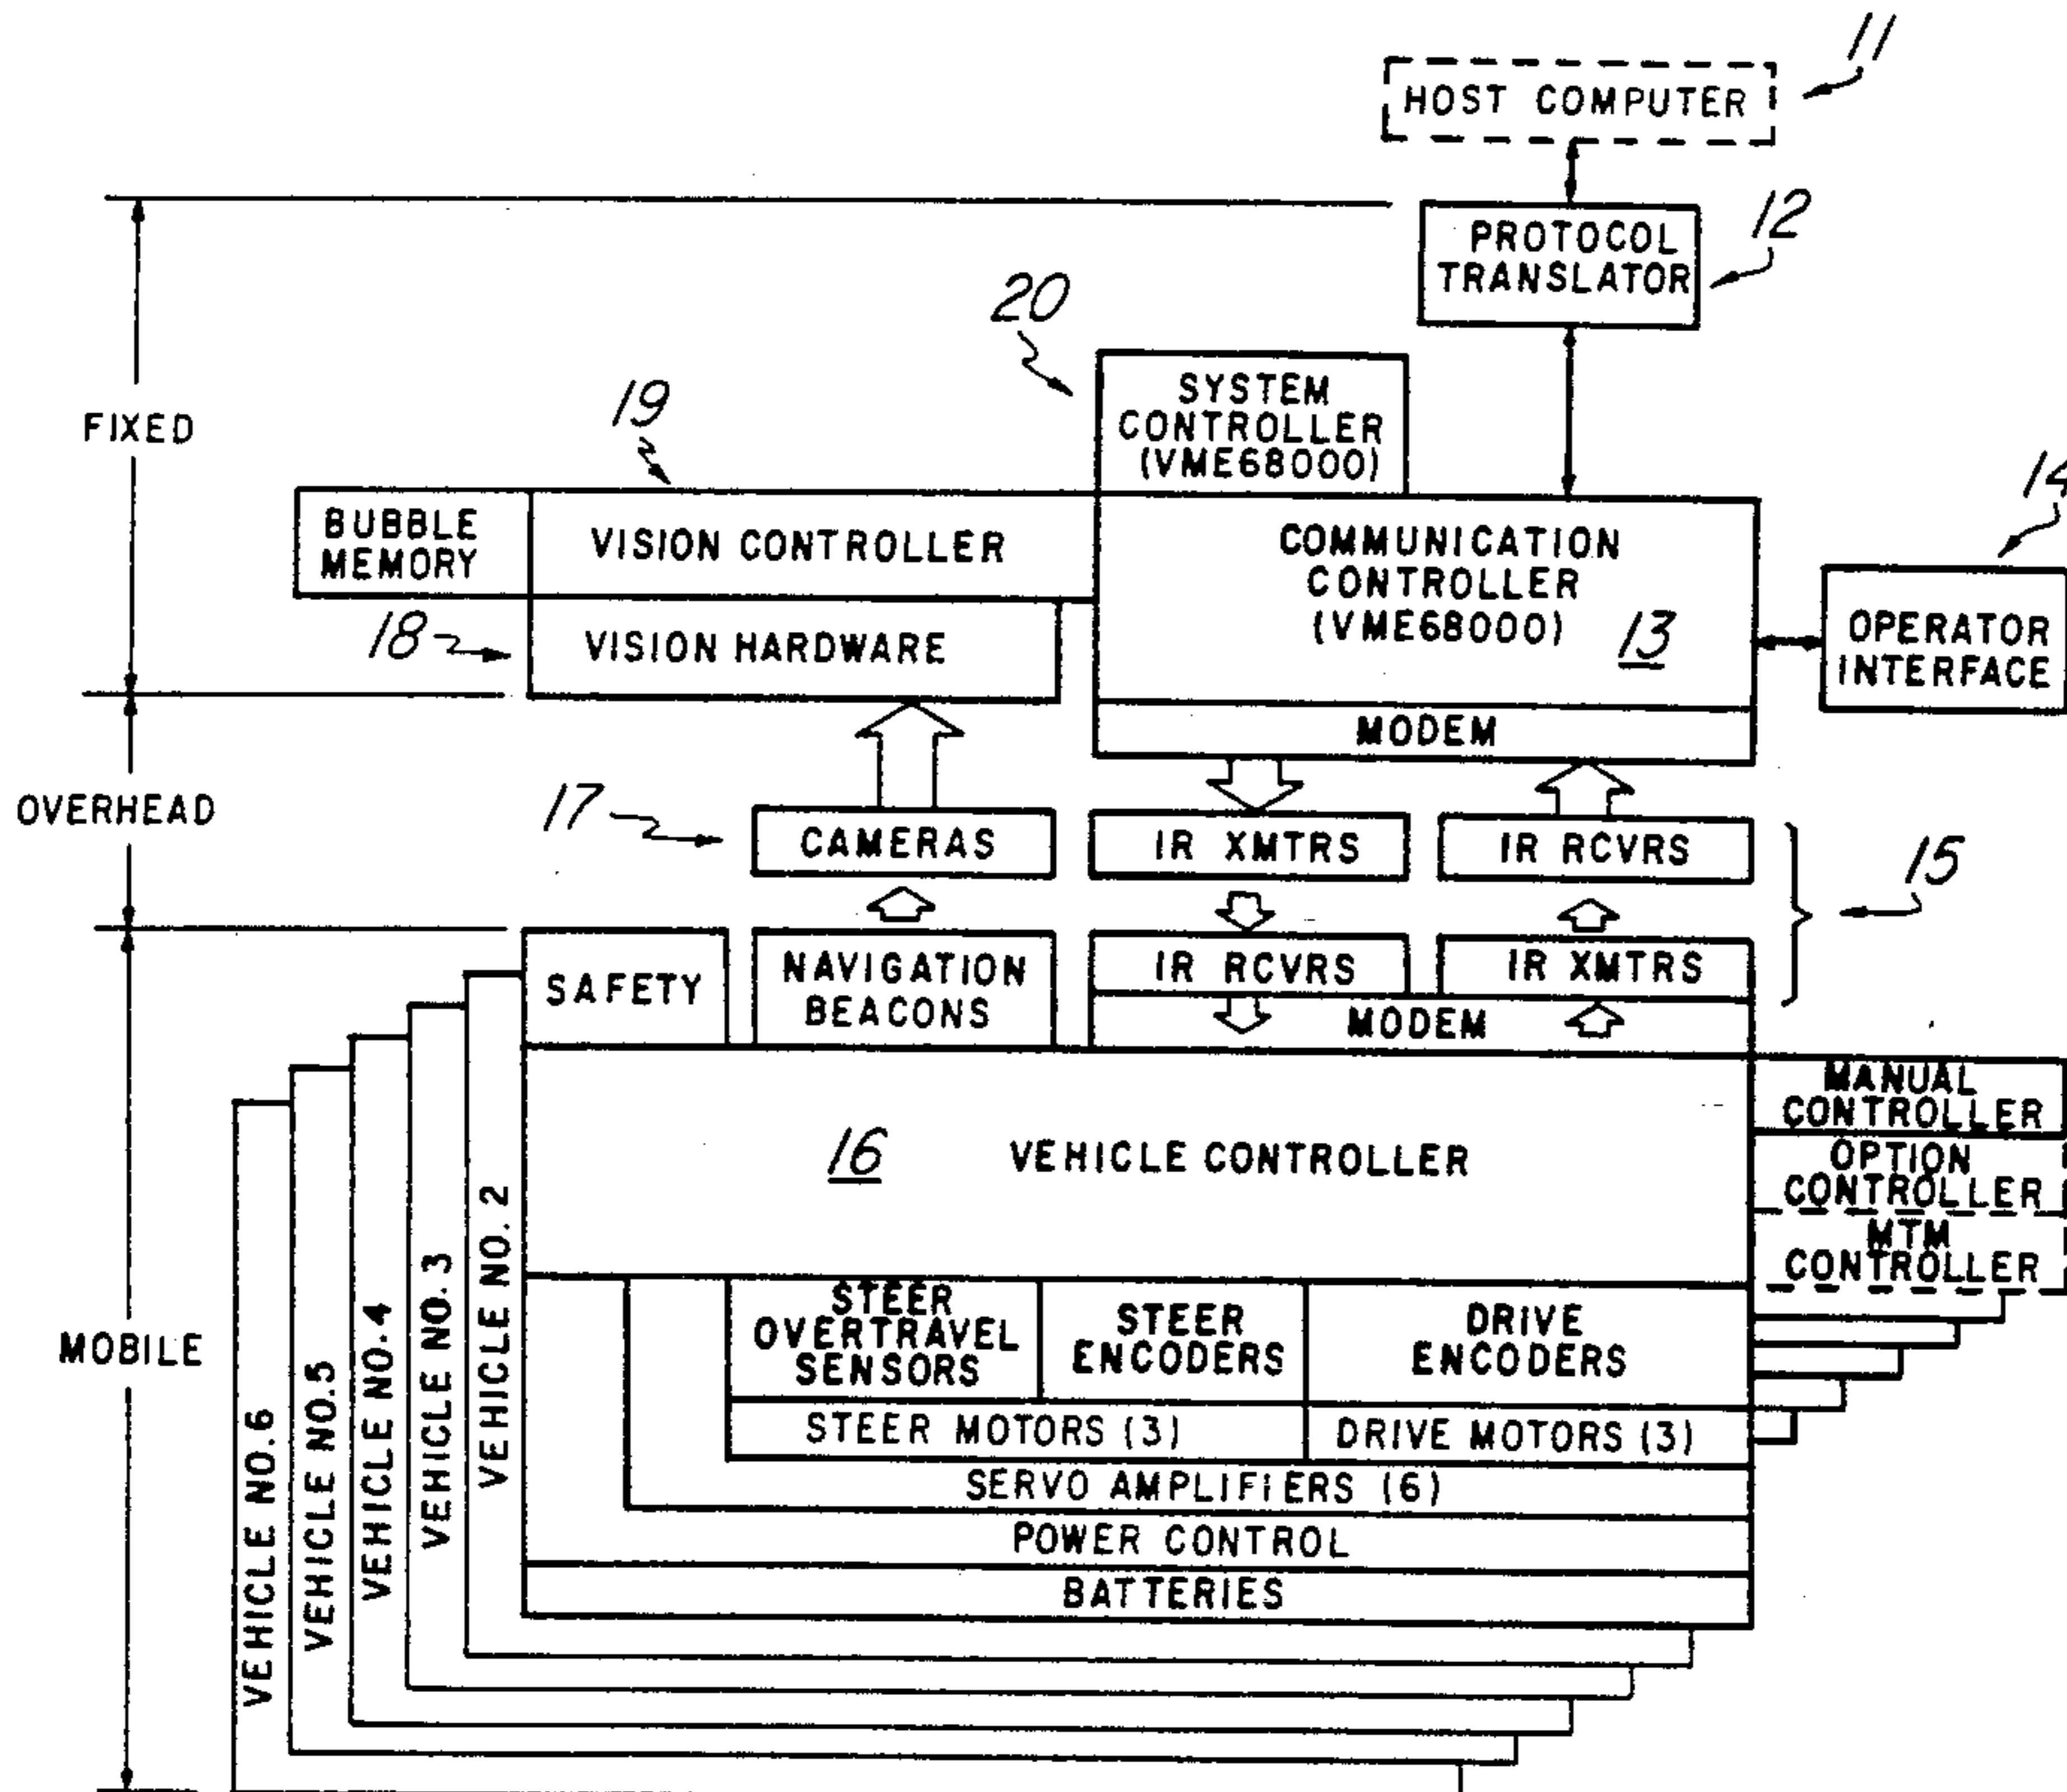 11
HOST COMPUTER
12
PROTOCOL
TRANSLATOR
20
SYSTEM
CONTROLLER
(VME68000)
FIXED
19
14
BUBBLE
MEMORY
VISION CONTROLLER
COMMUNICATION
CONTROLLER
(VME68000)
13
18
VISION HARDWARE
OPERATOR
INTERFACE
MODEM
OVERHEAD
17
CAMERAS
IR XMTRS
IR RCVRS
15
SAFETY
NAVIGATION
BEACONS
IR RCVRS
IR XMTRS
MODEM
MANUAL
CONTROLLER
16
VEHICLE CONTROLLER
OPTION
CONTROLLER
MTM
CONTROLLER
MOBILE
VEHICLE NO.6
VEHICLE NO.5
VEHICLE NO.4
VEHICLE NO.3
VEHICLE NO. 2
STEER
OVERTRAVEL
SENSORS
STEER
ENCODERS
DRIVE
ENCODERS
STEER MOTORS (3)
DRIVE MOTORS (3)
SERVO AMPLIFIERS (6)
POWER CONTROL
BATTERIES